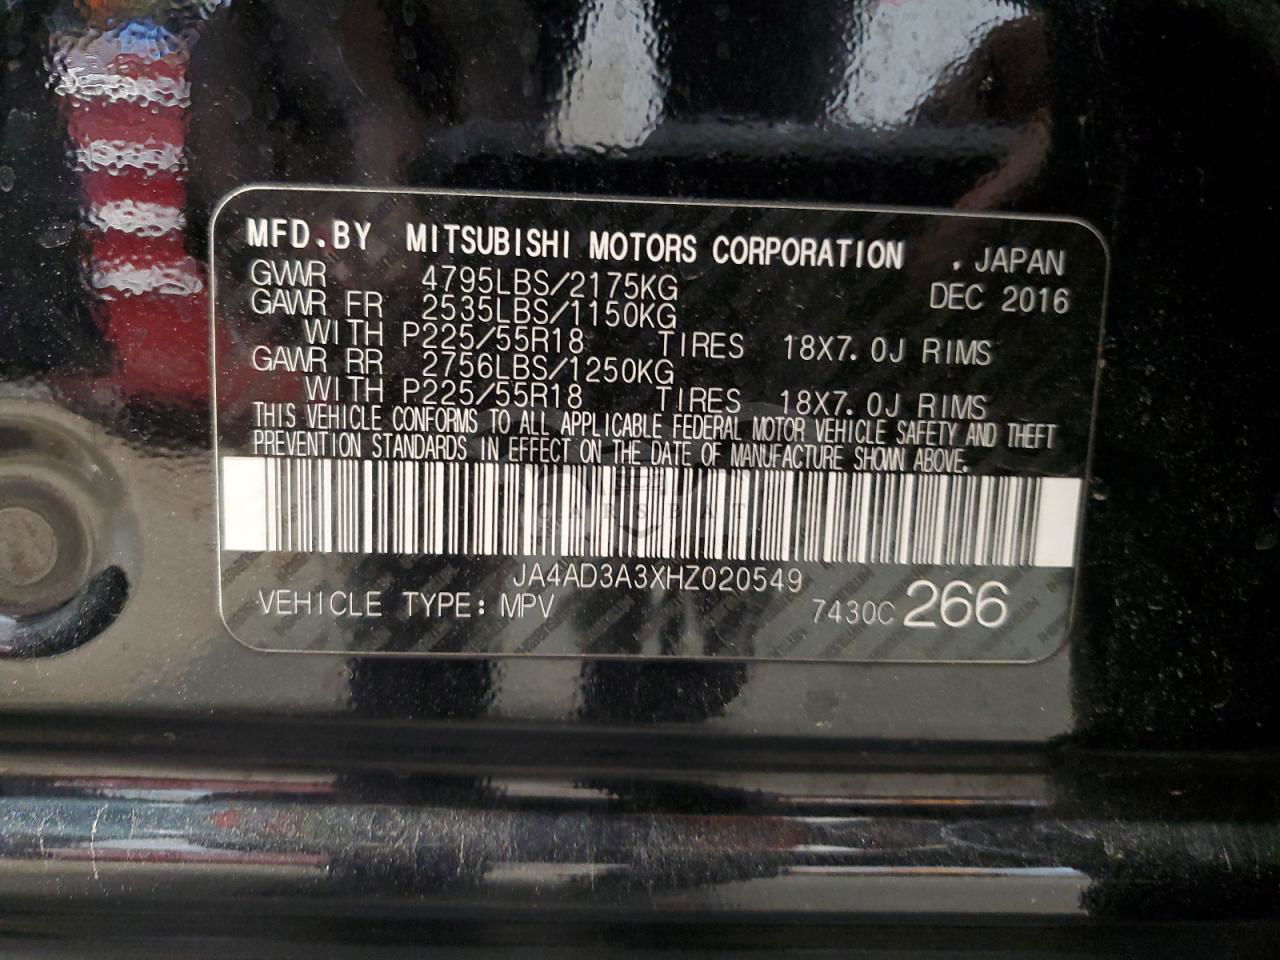 MFD.BY MITSUBISHI MOTORS CORPORATION . JAPAN
GVWR 4795LBS/2175KG DEC 2016
GAWR FR 2535LBS/1150KG
WITH P225/55R18 TIRES 18X7.0J RIMS
GAWR RR 2756LBS/1250KG
WITH P225/55R18 TIRES 18X7.0J RIMS
THIS VEHICLE CONFORMS TO ALL APPLICABLE FEDERAL MOTOR VEHICLE SAFETY AND THEFT
PREVENTION STANDARDS IN EFFECT ON THE DATE OF MANUFACTURE SHOWN ABOVE.
JA4AD3A3XHZ020549
VEHICLE TYPE: MPV 7430C 266